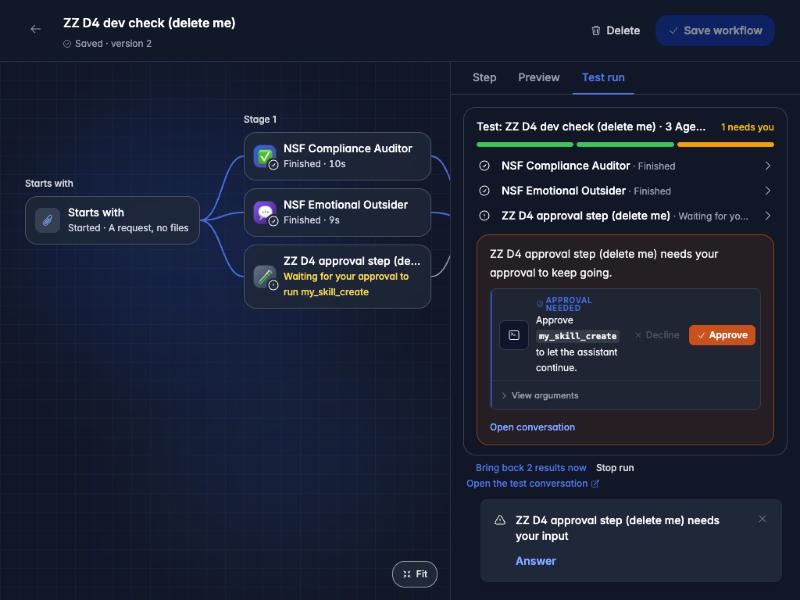 ZZ D4 dev check (delete me)
Saved · version 2
Delete
Save workflow
Step
Preview
Test run
Stage 1
NSF Compliance Auditor
Finished · 10s
Starts with
Starts with
Started · A request, no files
NSF Emotional Outsider
Finished · 9s
ZZ D4 approval step (de...
Waiting for your approval to
run my_skill_create
Fit
Test: ZZ D4 dev check (delete me) · 3 Age...
1 needs you
NSF Compliance Auditor · Finished
NSF Emotional Outsider · Finished
ZZ D4 approval step (delete me) · Waiting for yo...
ZZ D4 approval step (delete me) needs your
approval to keep going.
APPROVAL
NEEDED
Approve
my_skill_create
to let the assistant
continue.
Decline
Approve
View arguments
Open conversation
Bring back 2 results now
Stop run
Open the test conversation
ZZ D4 approval step (delete me) needs
your input
Answer